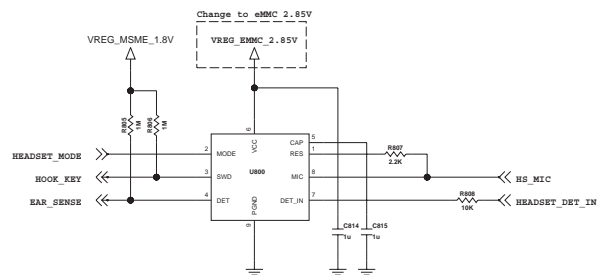 Change to eMMC 2.85V
VREG_MSME_1.8V
VREG_EMMC_2.85V
R805
1M
R806
1M
6
VCC
CAP
5
HEADSET_MODE
2
MODE
RES
1
R807
2.2K
U800
HOOK_KEY
3
SWD
MIC
8
HS_MIC
EAR_SENSE
4
DET
DET_IN
7
R808
10K
HEADSET_DET_IN
PGND
9
C814
1u
C815
1u